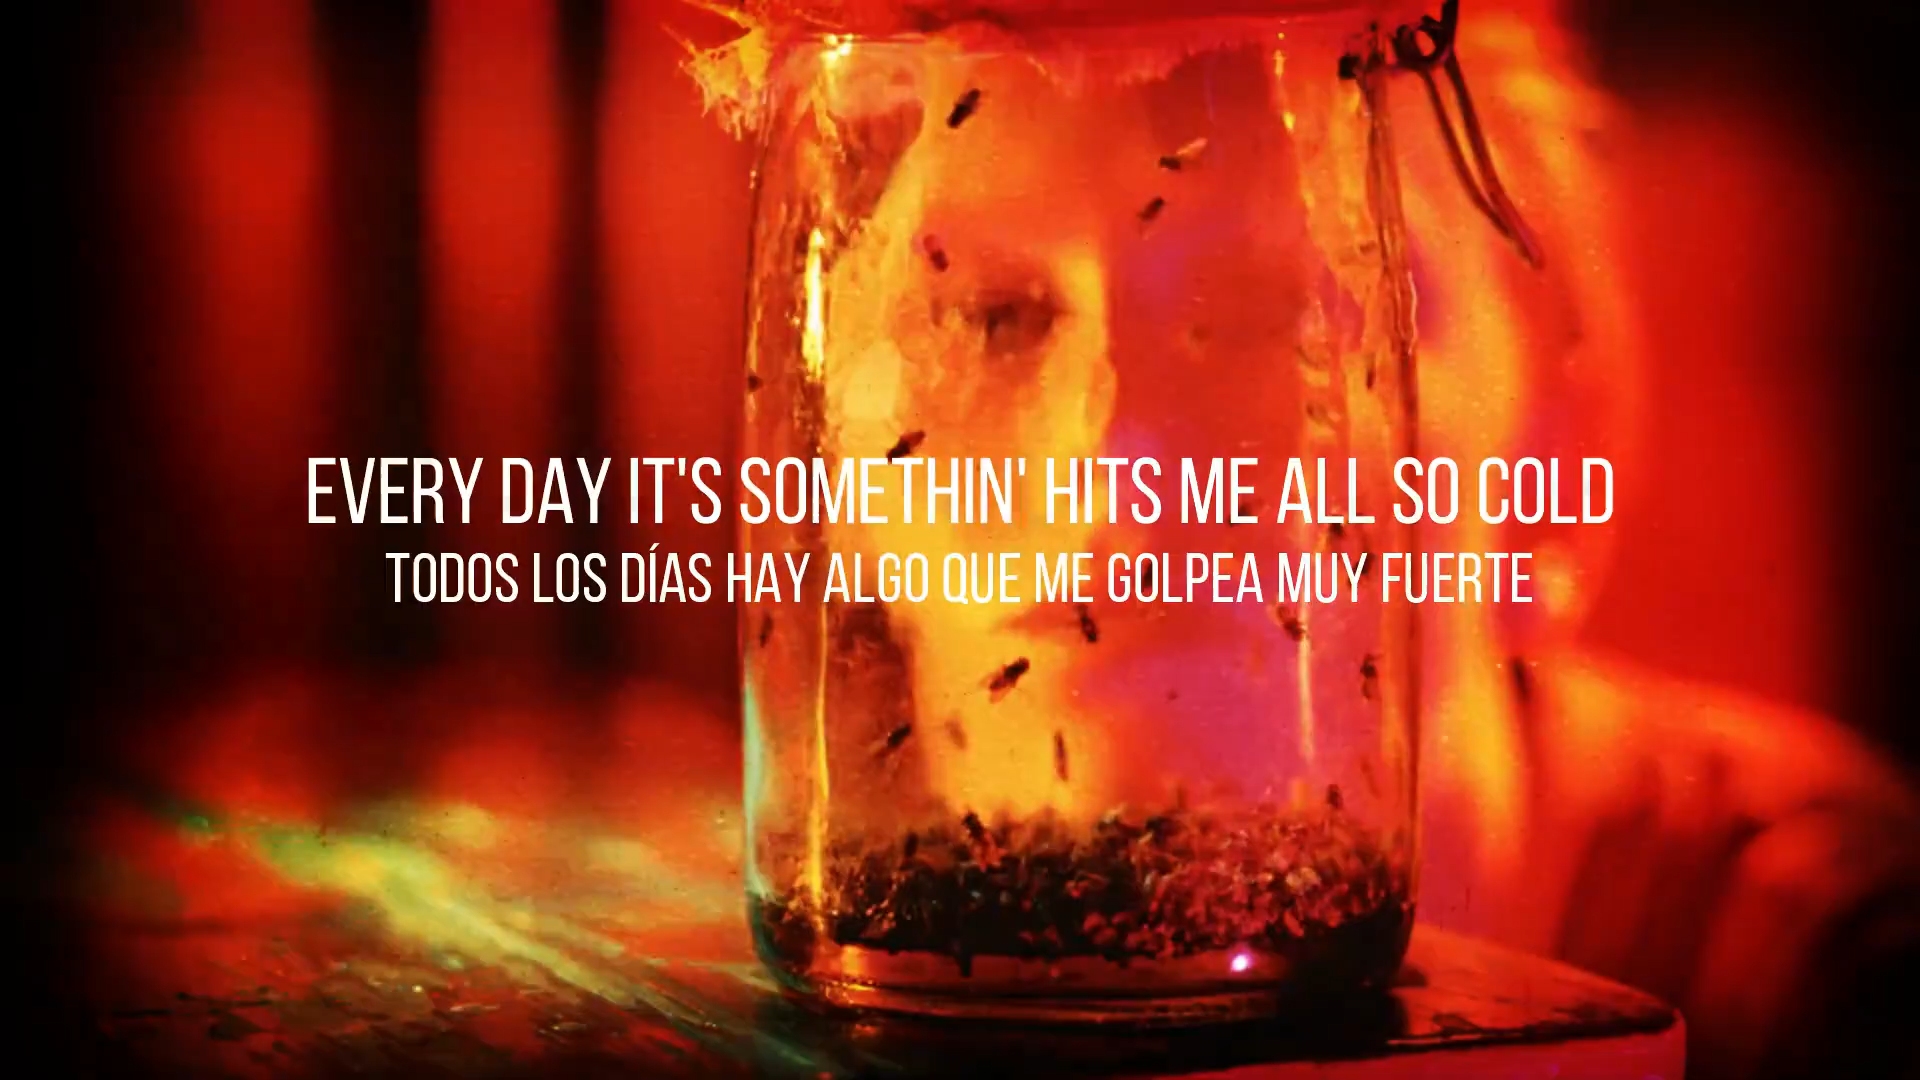 EVERY DAY IT'S SOMETHIN' HITS ME ALL SO COLD
TODOS LOS DÍAS HAY ALGO QUE ME GOLPEA MUY FUERTE